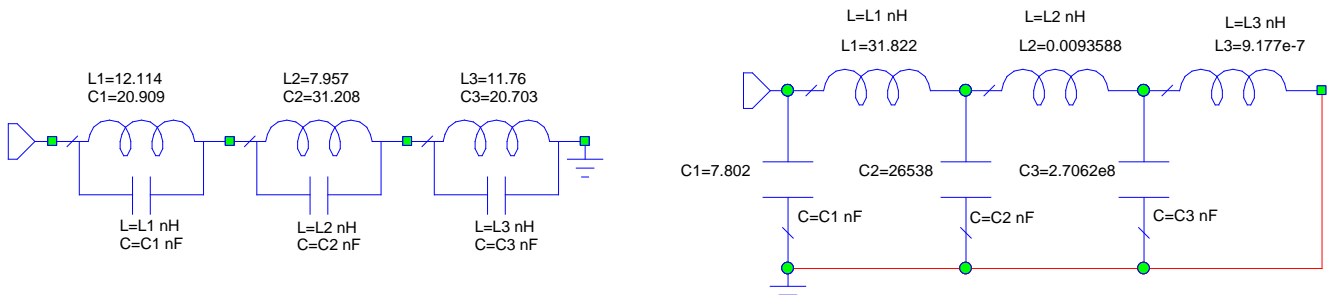 L1=12.114
C1=20.909
L=L1 nH
C=C1 nF
L2=7.957
C2=31.208
L=L2 nH
C=C2 nF
L3=11.76
C3=20.703
L=L3 nH
C=C3 nF
L=L1 nH
L1=31.822
L=L2 nH
L2=0.0093588
L=L3 nH
L3=9.177e-7
C1=7.802
C2=26538
C3=2.7062e8
C=C1 nF
C=C2 nF
C=C3 nF